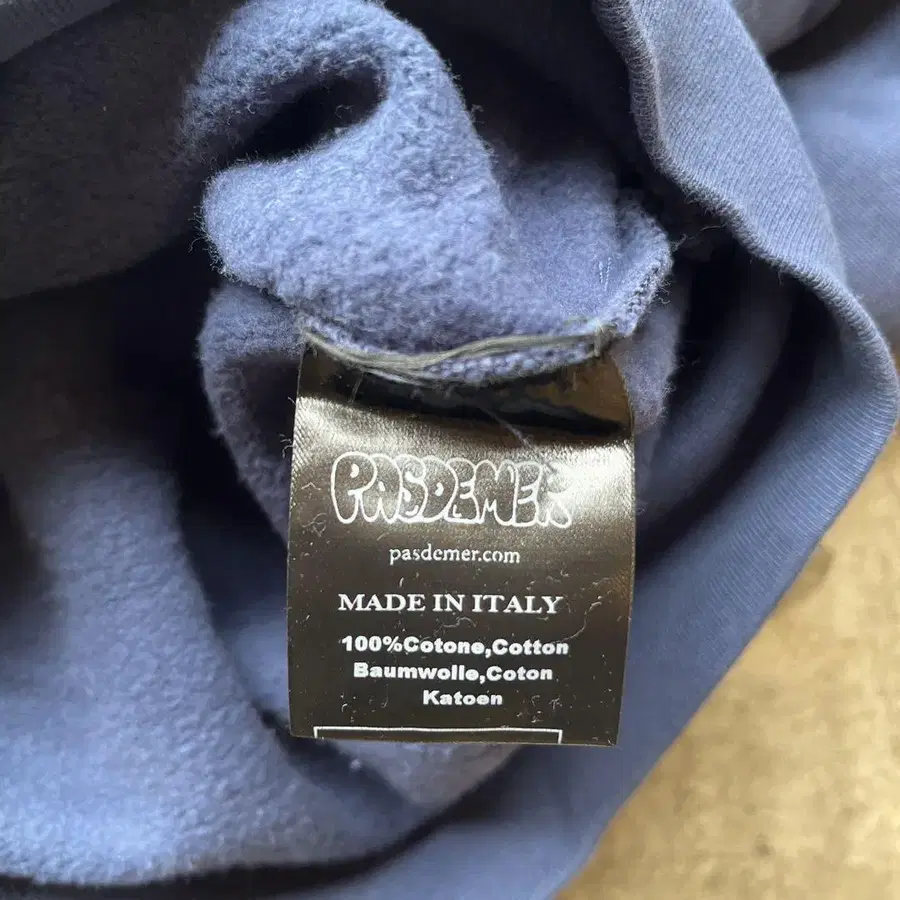 PASDEMER
pasdemer.com
MADE IN ITALY
100%Cotone,Cotton
Baumwolle,Coton
Katoen